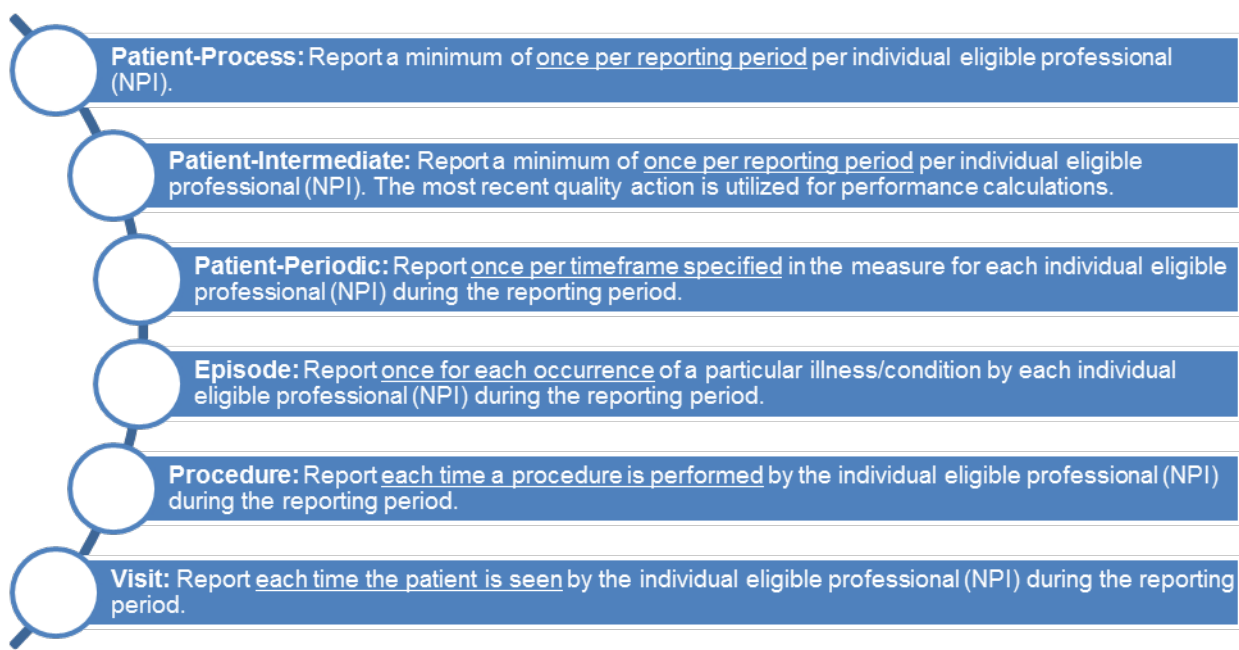 Patient-Process: Report a minimum of once per reporting period per individual eligible professional
(NPI).
Patient-Intermediate: Report a minimum of once per reporting period per individual eligible
professional (NPI). The most recent quality action is utilized for performance calculations.
Patient-Periodic: Report once per timeframe specified in the measure for each individual eligible
professional (NPI) during the reporting period.
Episode: Report once for each occurrence of a particular illness/condition by each individual
eligible professional (NPI) during the reporting period.
Procedure: Report each time a procedure is performed by the individual eligible professional (NPI)
during the reporting period.
Visit: Report each time the patient is seen by the individual eligible professional (NPI) during the reporting
period.